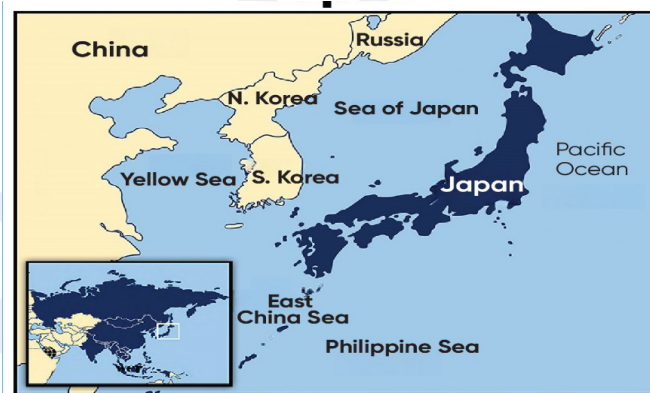 China
Russia
N. Korea
Sea of Japan
Pacific
Ocean
Yellow Sea
S. Korea
Japan
East
China Sea
Philippine Sea